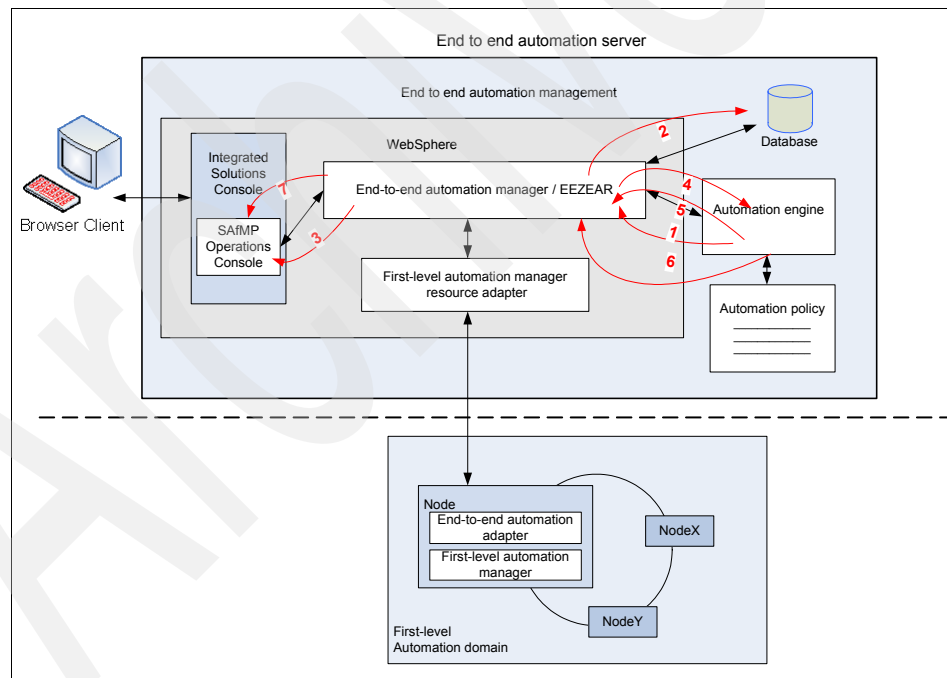 End to end automation server
End to end automation management
2
Database
WebSphere
Integrated
Solutions
Console
7
End-to-end automation manager / EEZEAR
4
5
Automation engine
Browser Client
SAfMP
Operations
Console
3
1
6
First-level automation manager
resource adapter
Automation policy
Node
End-to-end automation
adapter
First-level automation
manager
NodeX
NodeY
First-level
Automation domain